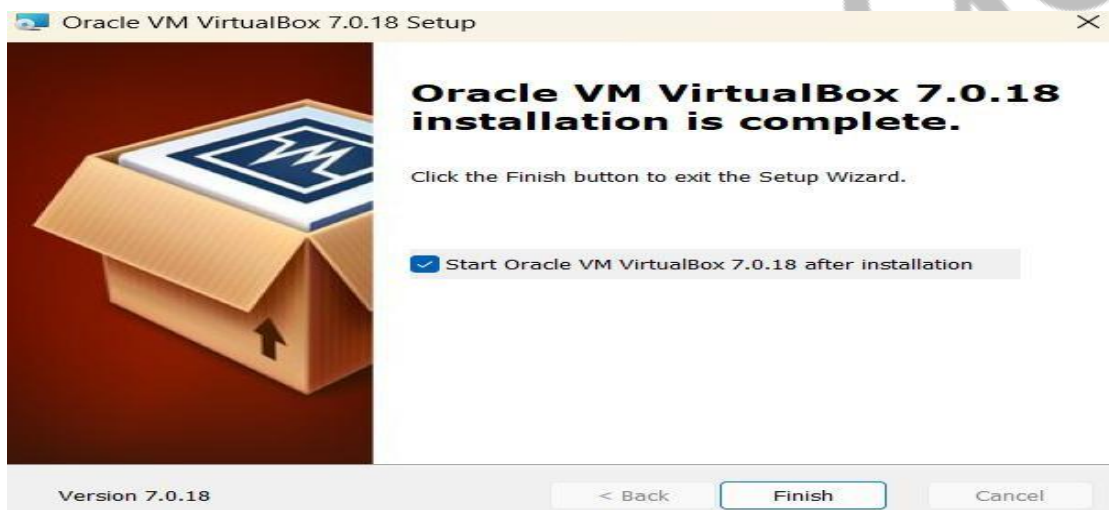 Oracle VM VirtualBox 7.0.18 Setup
Oracle VM VirtualBox 7.0.18
installation is complete.
Click the Finish button to exit the Setup Wizard.
Start Oracle VM VirtualBox 7.0.18 after installation
Version 7.0.18
< Back
Finish
Cancel